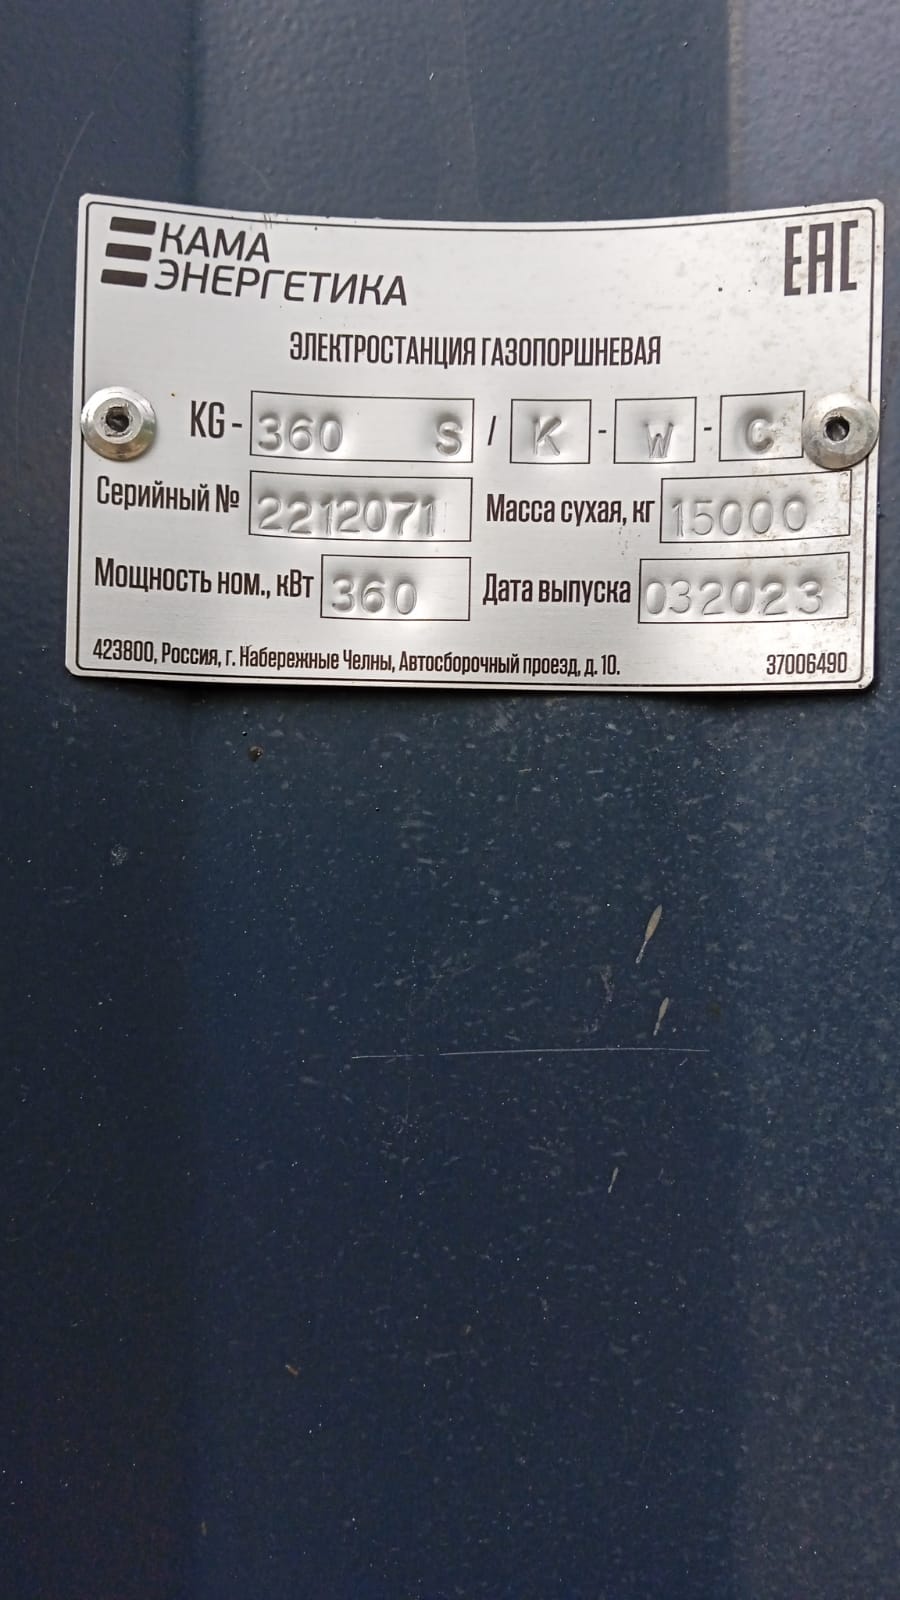 КАМА
ЭНЕРГЕТИКА
EAC
ЭЛЕКТРОСТАНЦИЯ ГАЗОПОРШНЕВАЯ
KG - 360 S / K - W - C
Серийный № 2212071 Масса сухая, кг 15000
Мощность ном., кВт 360 Дата выпуска 032023
423800, Россия, г. Набережные Челны, Автосборочный проезд, д. 10. 37006490